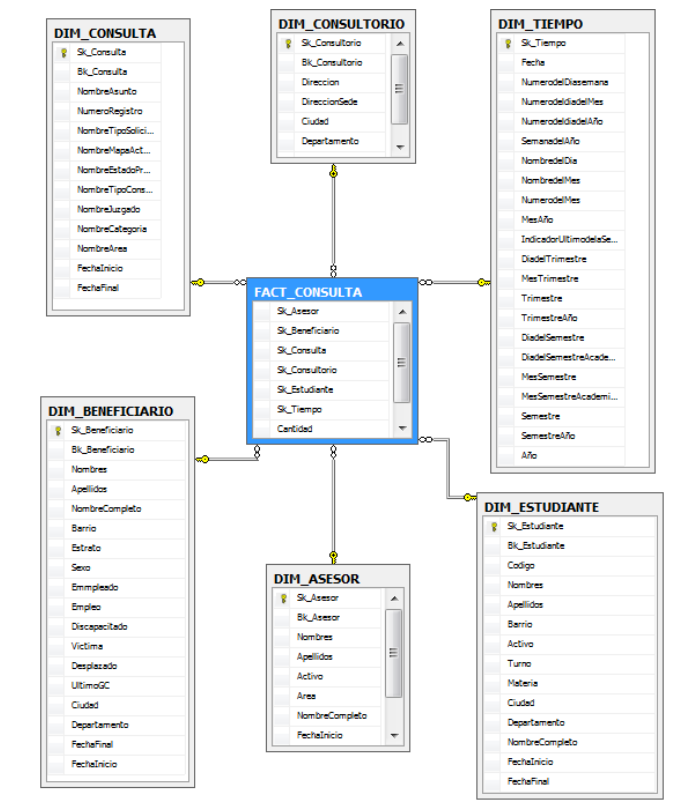 DIM_CONSULTA
Sk_Consulta
Bk_Consulta
NombreAsunto
NumeroRegistro
NombreTipoSolici...
NombreMapaAct...
NombreEstadoPr...
NombreTipoCons...
NombreJuzgado
NombreCategoria
NombreArea
FechaInicio
FechaFinal
DIM_CONSULTORIO
Sk_Consultorio
Bk_Consultorio
Direccion
DireccionSede
Ciudad
Departamento
DIM_TIEMPO
Sk_Tiempo
Fecha
NumerodelDiasemana
NumerodeldiadelMes
NumerodeldiadelAño
SemanadelAño
NombredelDia
NombredelMes
NumerodelMes
MesAño
IndicadorUltimodelaSe...
DiadelTrimestre
MesTrimestre
Trimestre
TrimestreAño
DiadelSemestre
DiadelSemestreAcade...
MesSemestre
MesSemestreAcademi...
Semestre
SemestreAño
Año
FACT_CONSULTA
Sk_Asesor
Sk_Beneficiario
Sk_Consulta
Sk_Consultorio
Sk_Estudiante
Sk_Tiempo
Cantidad
DIM_BENEFICIARIO
Sk_Beneficiario
Bk_Beneficiario
Nombres
Apellidos
NombreCompleto
Barrio
Estrato
Sexo
Emmpleado
Empleo
Discapacitado
Victima
Desplazado
UltimoGC
Ciudad
Departamento
FechaFinal
FechaInicio
DIM_ASESOR
Sk_Asesor
Bk_Asesor
Nombres
Apellidos
Activo
Area
NombreCompleto
FechaInicio
DIM_ESTUDIANTE
Sk_Estudiante
Bk_Estudiante
Codigo
Nombres
Apellidos
Barrio
Activo
Turno
Materia
Ciudad
Departamento
NombreCompleto
FechaInicio
FechaFinal